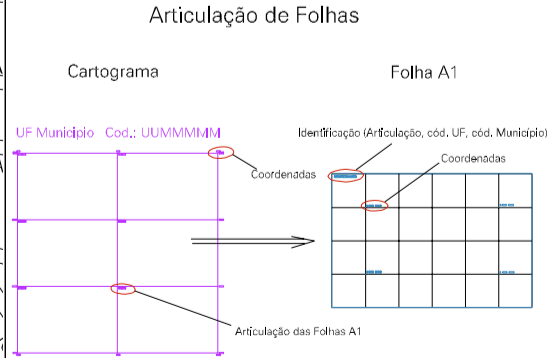 Articulação de Folhas
Cartograma
Folha A1
UF Municipio Cod.: UUMMMMM
Identificação (Articulação, cód. UF, cód. Município)
Coordenadas
Coordenadas
Articulação das Folhas A1